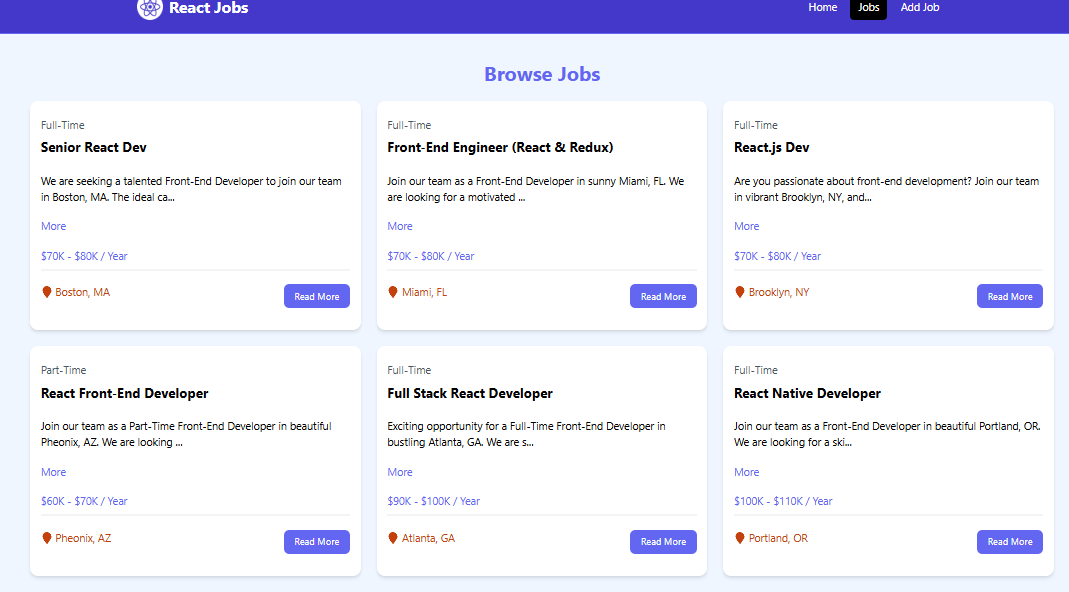 React Jobs
Home Jobs Add Job
Browse Jobs
Full-Time
Senior React Dev
We are seeking a talented Front-End Developer to join our team
in Boston, MA. The ideal ca...
More
$70K - $80K / Year
Boston, MA
Read More
Full-Time
Front-End Engineer (React & Redux)
Join our team as a Front-End Developer in sunny Miami, FL. We
are looking for a motivated ...
More
$70K - $80K / Year
Miami, FL
Read More
Full-Time
React.js Dev
Are you passionate about front-end development? Join our team
in vibrant Brooklyn, NY, and...
More
$70K - $80K / Year
Brooklyn, NY
Read More
Part-Time
React Front-End Developer
Join our team as a Part-Time Front-End Developer in beautiful
Pheonix, AZ. We are looking ...
More
$60K - $70K / Year
Pheonix, AZ
Read More
Full-Time
Full Stack React Developer
Exciting opportunity for a Full-Time Front-End Developer in
bustling Atlanta, GA. We are s...
More
$90K - $100K / Year
Atlanta, GA
Read More
Full-Time
React Native Developer
Join our team as a Front-End Developer in beautiful Portland, OR.
We are looking for a ski...
More
$100K - $110K / Year
Portland, OR
Read More